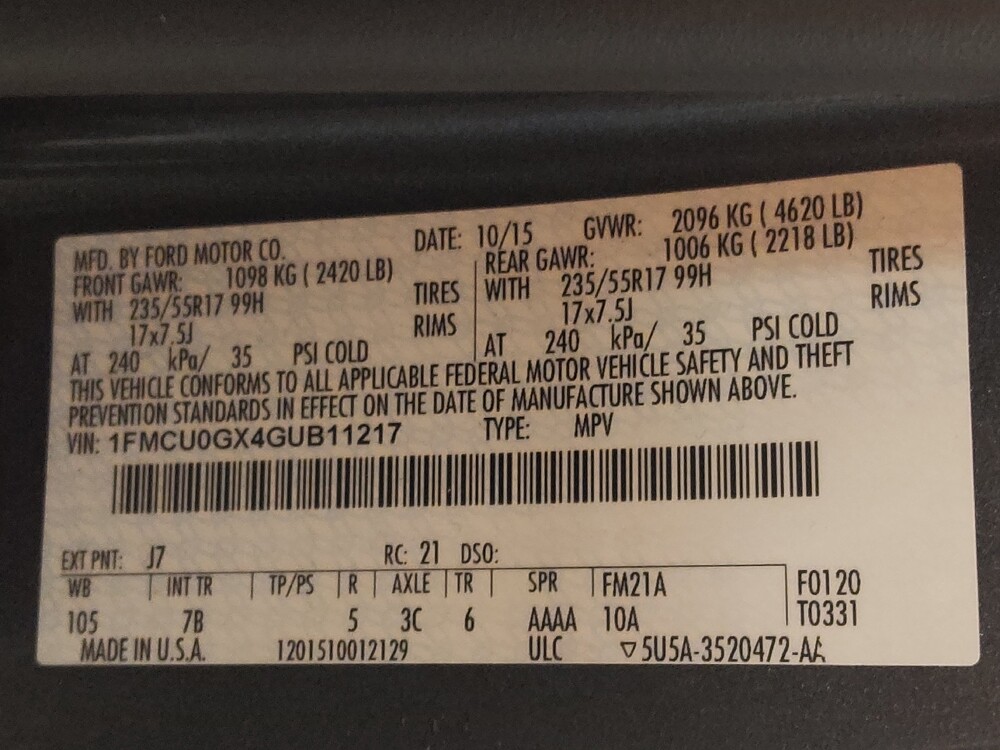 MFD. BY FORD MOTOR CO. DATE: 10/15 GVWR: 2096 KG ( 4620 LB)
FRONT GAWR: 1098 KG ( 2420 LB) REAR GAWR: 1006 KG ( 2218 LB)
WITH 235/55R17 99H TIRES WITH 235/55R17 99H TIRES
17x7.5J RIMS 17x7.5J RIMS
AT 240 kPa/ 35 PSI COLD AT 240 kPa/ 35 PSI COLD
THIS VEHICLE CONFORMS TO ALL APPLICABLE FEDERAL MOTOR VEHICLE SAFETY AND THEFT
PREVENTION STANDARDS IN EFFECT ON THE DATE OF MANUFACTURE SHOWN ABOVE.
VIN: 1FMCU0GX4GUB11217 TYPE: MPV
EXT PNT: J7 RC: 21 DSO:
WB INT TR TP/PS R AXLE TR SPR FM21A F0120
105 7B 5 3C 6 AAAA 10A T0331
MADE IN U.S.A. 1201510012129 ULC ▽5U5A-3520472-AA